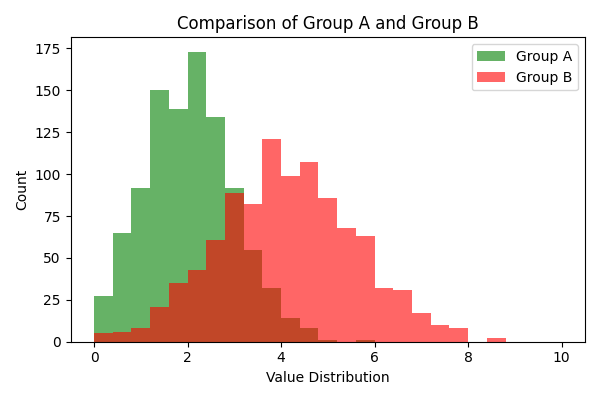 Comparison of Group A and Group B
Group A
Group B
Count
175
150
125
100
75
50
25
0
0 2 4 6 8 10
Value Distribution